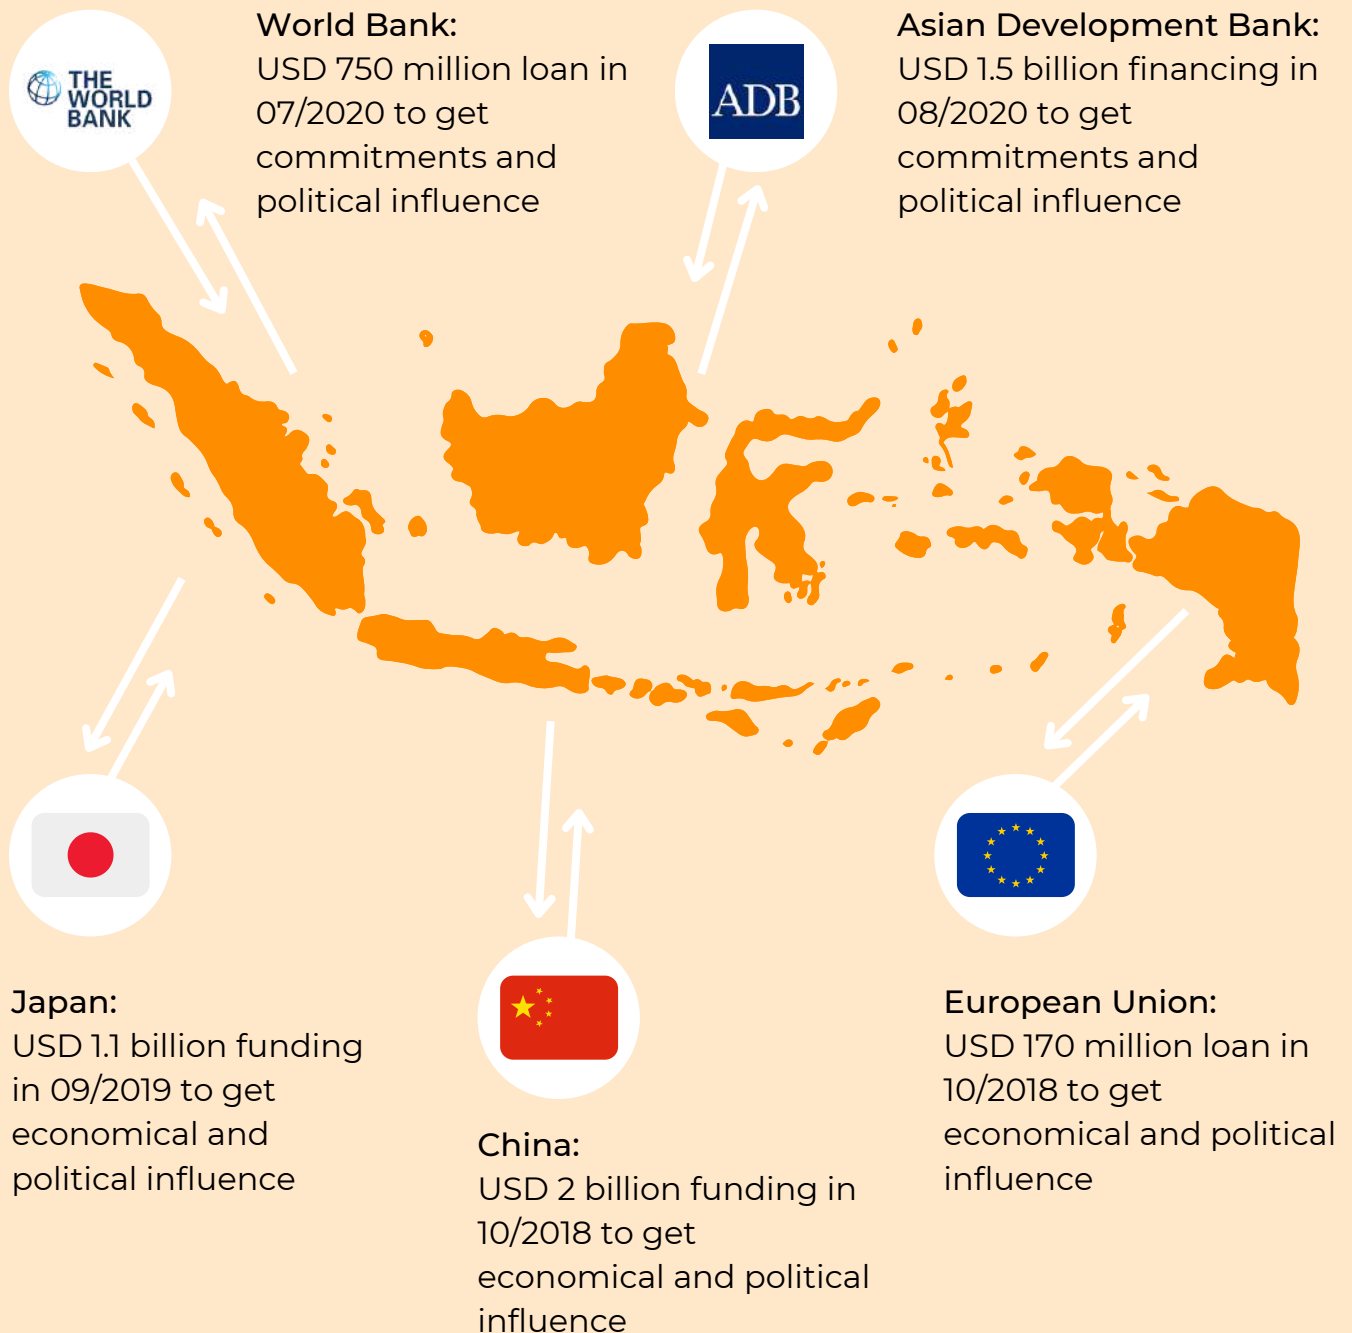 THE
WORLD
BANK
World Bank:
USD 750 million loan in
07/2020 to get
commitments and
political influence
ADB
Asian Development Bank:
USD 1.5 billion financing in
08/2020 to get
commitments and
political influence
Japan:
USD 1.1 billion funding
in 09/2019 to get
economical and
political influence
China:
USD 2 billion funding in
10/2018 to get
economical and political
influence
European Union:
USD 170 million loan in
10/2018 to get
economical and political
influence